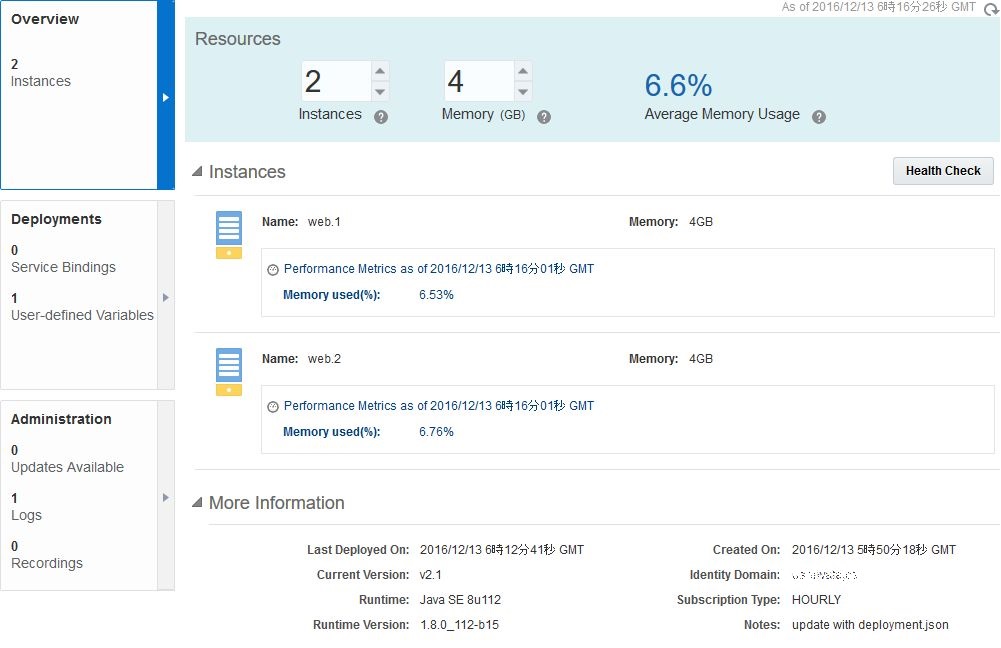 As of 2016/12/13 6時16分26秒 GMT
Overview
2
Instances
Deployments
0
Service Bindings
1
User-defined Variables
Administration
0
Updates Available
1
Logs
0
Recordings
Resources
2
Instances
4
Memory (GB)
6.6%
Average Memory Usage
Instances
Health Check
Name: web.1
Memory: 4GB
Performance Metrics as of 2016/12/13 6時16分01秒 GMT
Memory used(%): 6.53%
Name: web.2
Memory: 4GB
Performance Metrics as of 2016/12/13 6時16分01秒 GMT
Memory used(%): 6.76%
More Information
Last Deployed On: 2016/12/13 6時12分41秒 GMT
Current Version: v2.1
Runtime: Java SE 8u112
Runtime Version: 1.8.0_112-b15
Created On: 2016/12/13 5時50分18秒 GMT
Identity Domain:
Subscription Type: HOURLY
Notes: update with deployment.json